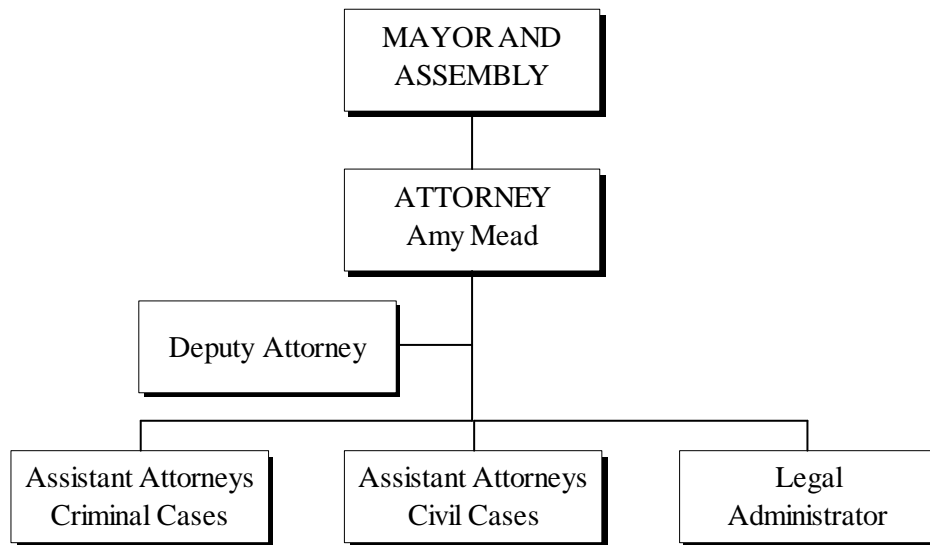 MAYOR AND
ASSEMBLY
ATTORNEY
Amy Mead
Deputy Attorney
Assistant Attorneys
Criminal Cases
Assistant Attorneys
Civil Cases
Legal
Administrator